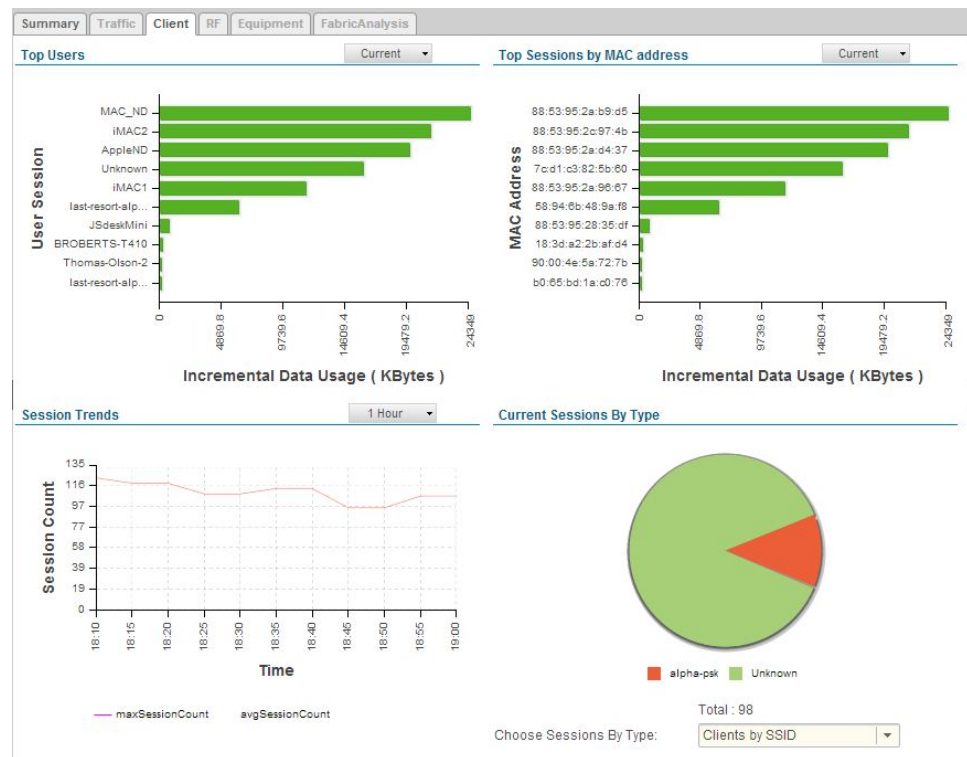 Summary Traffic Client RF Equipment FabricAnalysis
Top Users
Current
User Session
MAC_ND
iMAC2
AppleND
Unknown
iMAC1
last-resort-alp...
JSdeskMini
BROBERTS-T410
Thomas-Olson-2
last-resort-alp...
0 4869.8 9739.6 14609.4 19479.2 24349
Incremental Data Usage ( KBytes )
Top Sessions by MAC address
Current
MAC Address
88:53:95:2a:b9:d5
88:53:95:2c:97:4b
88:53:95:2a:d4:37
7c:d1:c3:82:5b:60
88:53:95:2a:96:67
58:94:6b:48:9a:f8
88:53:95:28:35:df
18:3d:a2:2b:af:d4
90:00:4e:5a:72:7b
b0:65:bd:1a:c0:76
0 4869.8 9739.6 14609.4 19479.2 24349
Incremental Data Usage ( KBytes )
Session Trends
1 Hour
Session Count
135
116
97
77
58
39
19
0
18:10 18:15 18:20 18:25 18:30 18:35 18:40 18:45 18:50 18:55 19:00
Time
maxSessionCount avgSessionCount
Current Sessions By Type
alpha-psk Unknown
Total : 98
Choose Sessions By Type: Clients by SSID